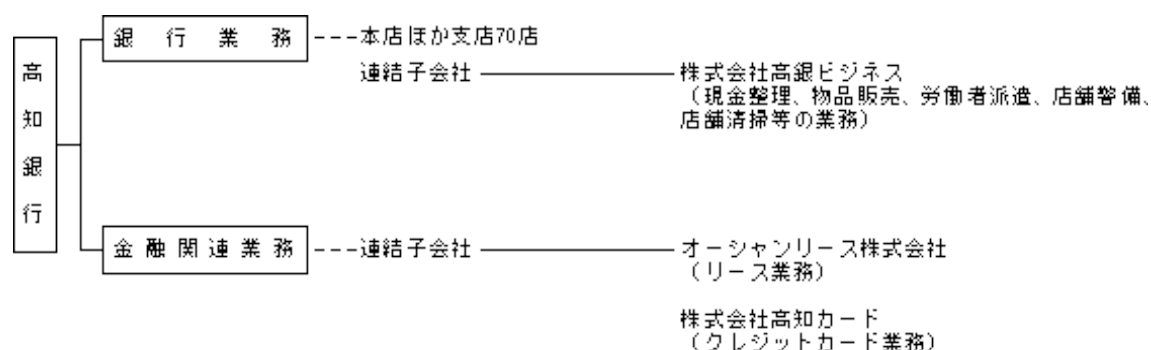 高知銀行
銀行業務
本店ほか支店70店
連結子会社
株式会社高銀ビジネス
（現金整理、物品販売、労働者派遣、店舗警備、
店舗清掃等の業務）
金融関連業務
連結子会社
オーシャンリース株式会社
（リース業務）
株式会社高知カード
（クレジットカード業務）